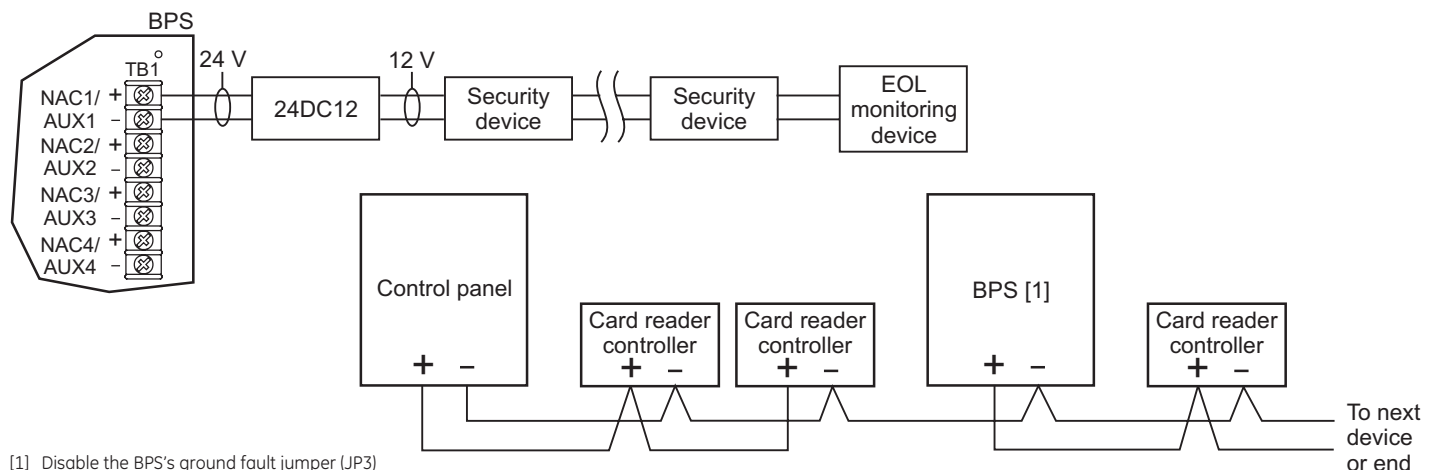 BPS
TB1
24 V
12 V
NAC1/ +
AUX1 –
NAC2/ +
AUX2 –
NAC3/ +
AUX3 –
NAC4/ +
AUX4 –
24DC12
Security
device
Security
device
EOL
monitoring
device
Control panel
+ –
Card reader
controller
+ –
Card reader
controller
+ –
BPS [1]
+ –
Card reader
controller
+ –
To next
device
or end
[1] Disable the BPS's ground fault jumper (JP3)